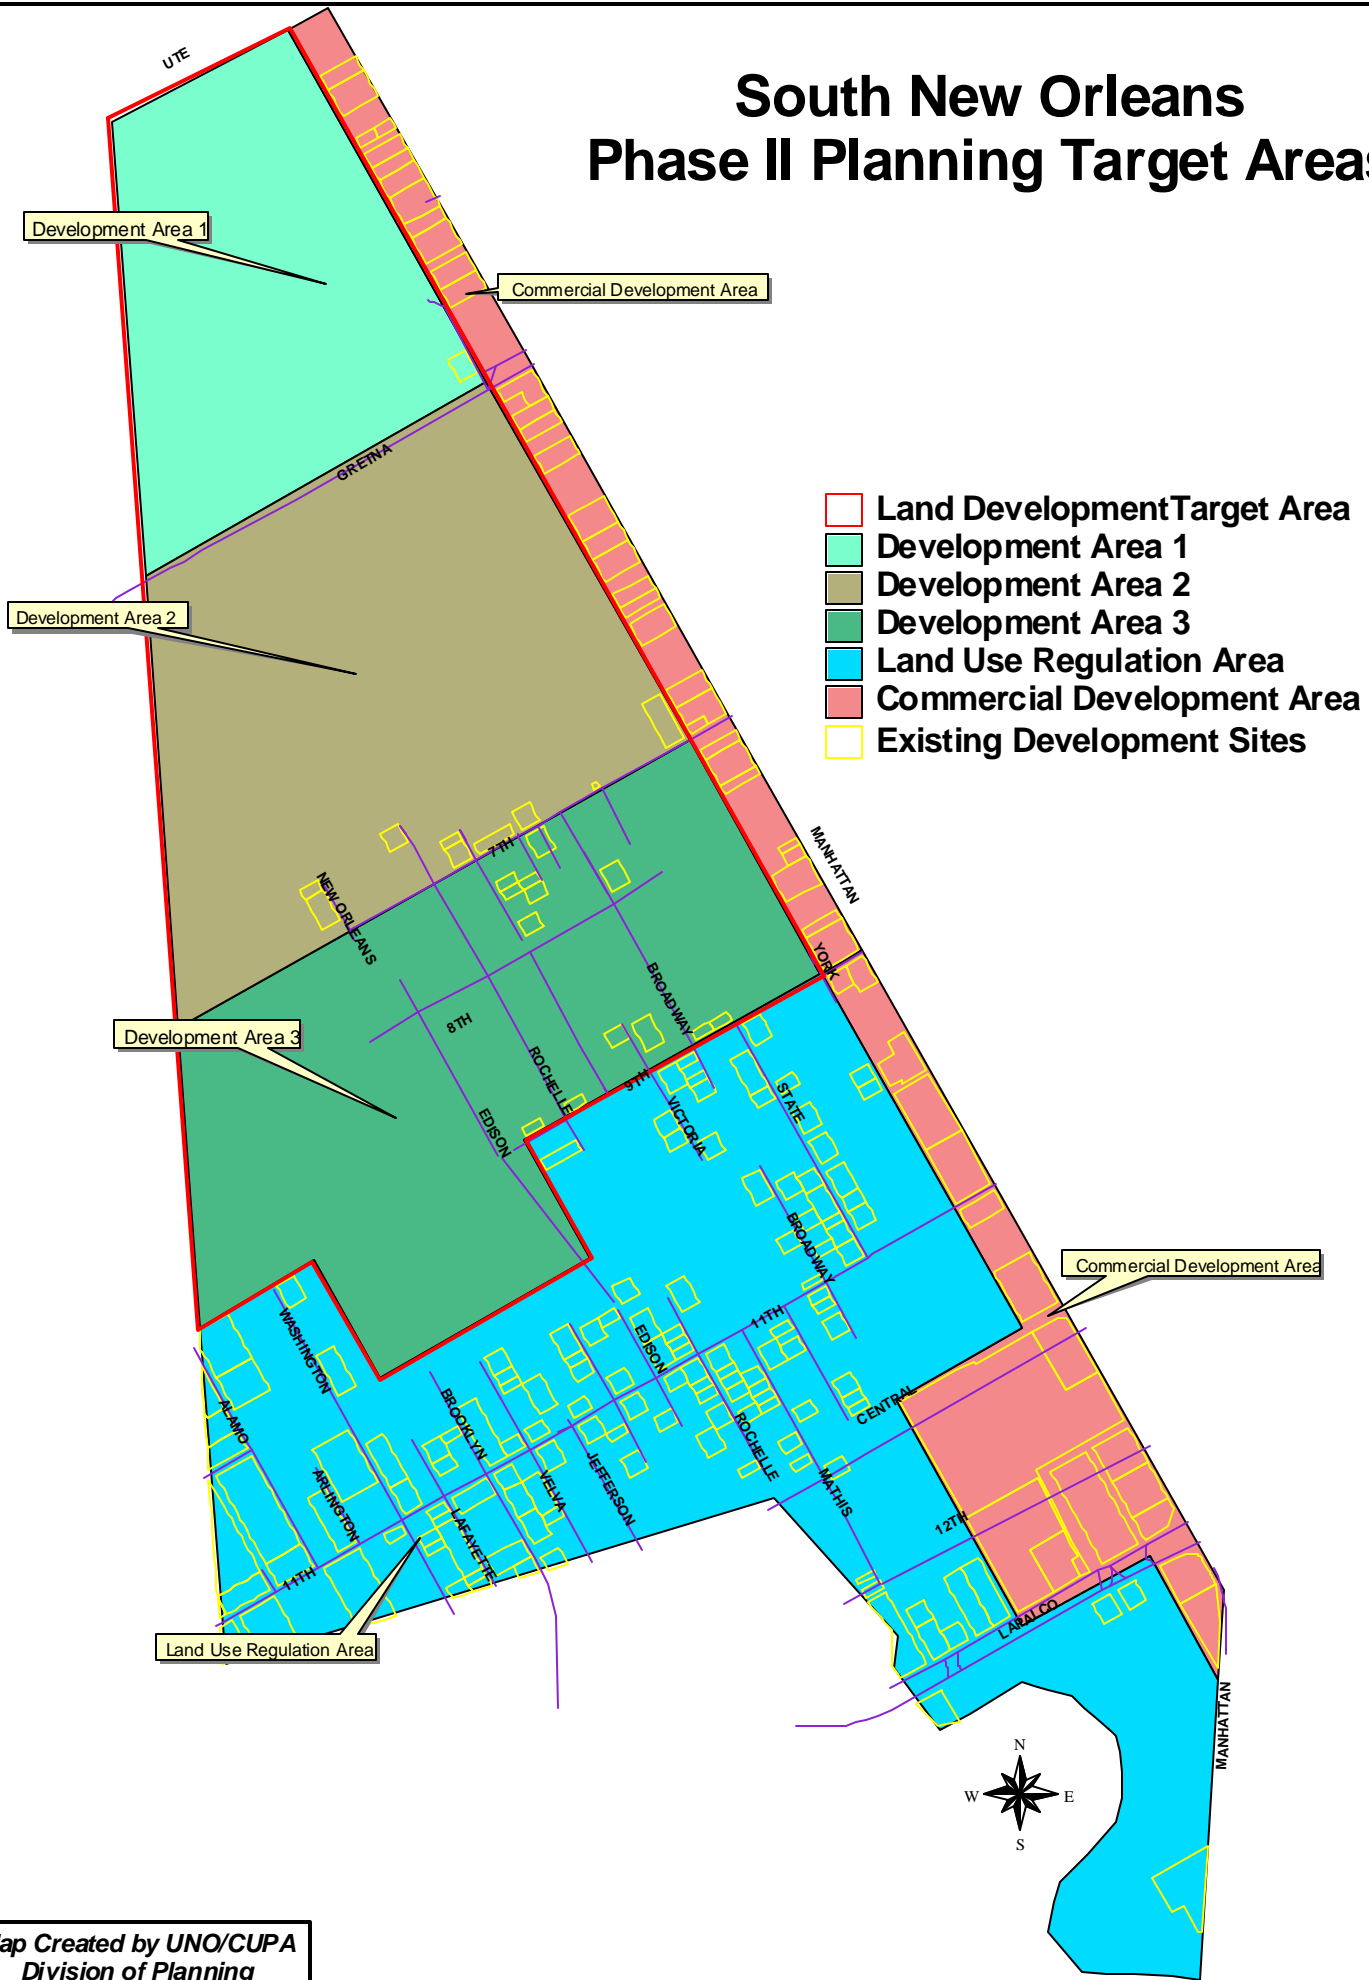 South New Orleans
Phase II Planning Target Areas
UTE
Development Area 1
Commercial Development Area
GRETNA
Land DevelopmentTarget Area
Development Area 1
Development Area 2
Development Area 3
Land Use Regulation Area
Commercial Development Area
Existing Development Sites
Development Area 2
7TH
MANHATTAN
NEW ORLEANS
YORK
BROADWAY
8TH
Development Area 3
ROCHELLE
9TH
STATE
VICTORIA
EDISON
BROADWAY
Commercial Development Area
WASHINGTON
11TH
EDISON
ALAMO
BROOKLYN
CENTRAL
ROCHELLE
ARLINGTON
VELVA
JEFFERSON
MATHIS
LAFAYETTE
12TH
11TH
LAPALCO
Land Use Regulation Area
MANHATTAN
N
W
E
S
ap Created by UNO/CUPA
Division of Planning